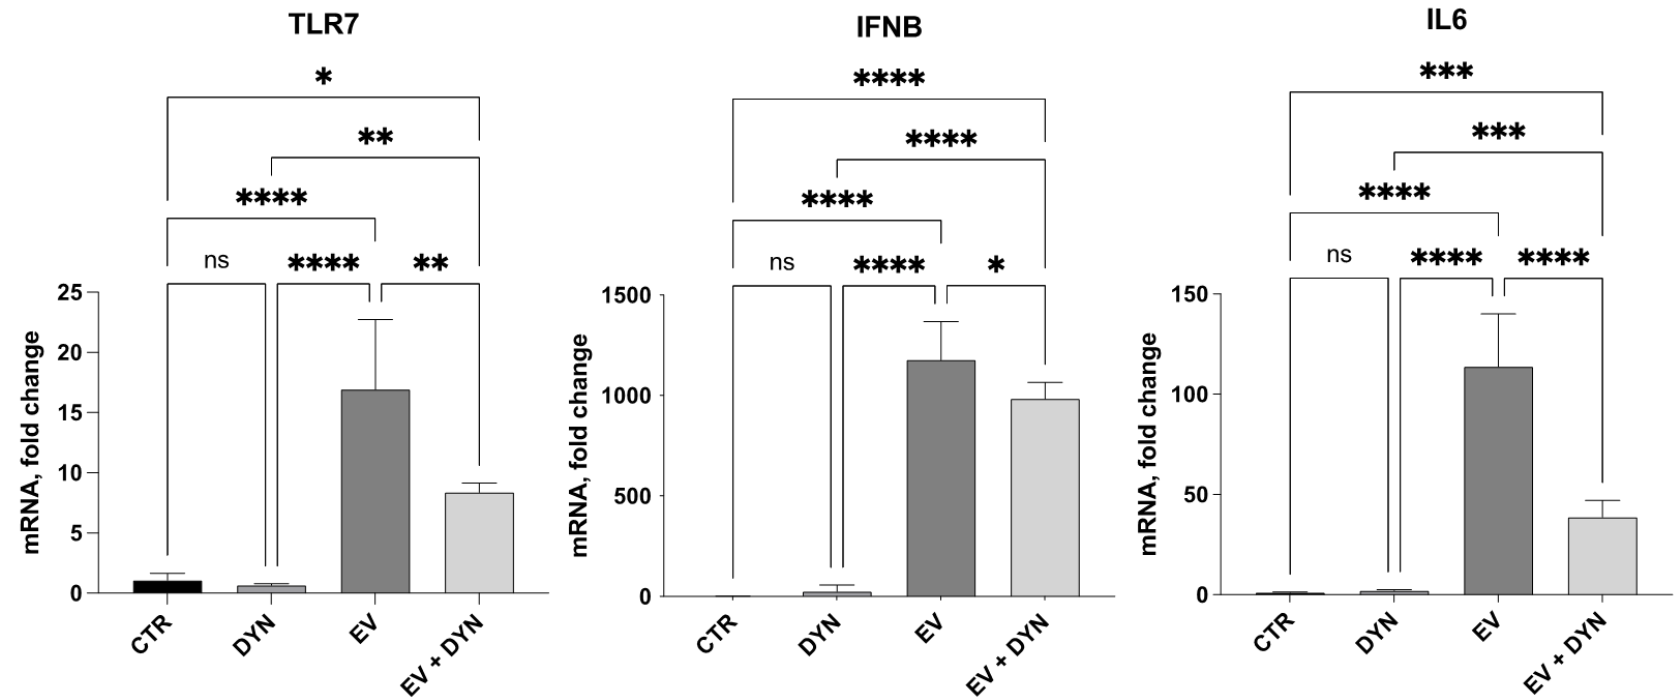 TLR7
*
**
****
ns
****
**
mRNA, fold change
25
20
15
10
5
0
CTR
DYN
EV
EV + DYN
IFNB
****
****
****
ns
****
*
mRNA, fold change
1500
1000
500
0
CTR
DYN
EV
EV + DYN
IL6
***
***
****
ns
****
****
mRNA, fold change
150
100
50
0
CTR
DYN
EV
EV + DYN